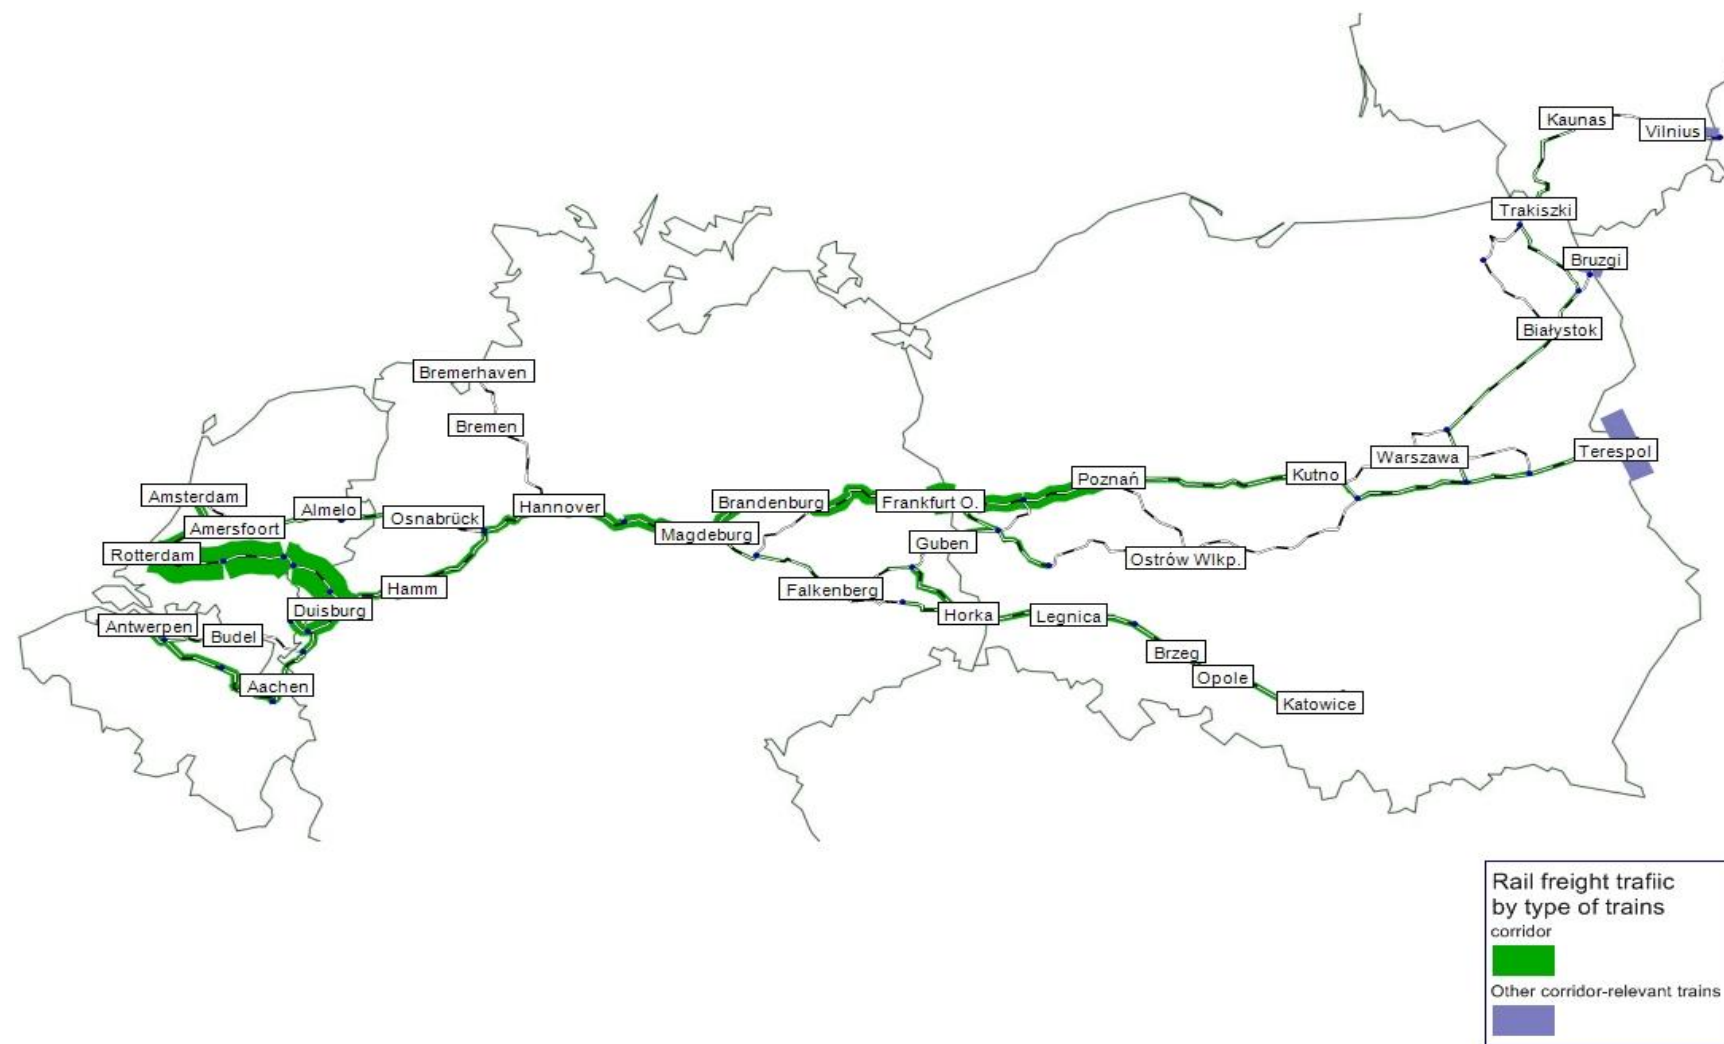 Kaunas
Vilnius
Trakiszki
Bruzgi
Białystok
Bremerhaven
Bremen
Warszawa
Terespol
Kutno
Poznań
Amsterdam
Almelo
Amersfoort
Osnabrück
Hannover
Brandenburg
Frankfurt O.
Magdeburg
Guben
Rotterdam
Ostrów Wlkp.
Hamm
Falkenberg
Duisburg
Horka
Legnica
Antwerpen
Budel
Brzeg
Aachen
Opole
Katowice
Rail freight trafiic
by type of trains
corridor
Other corridor-relevant trains